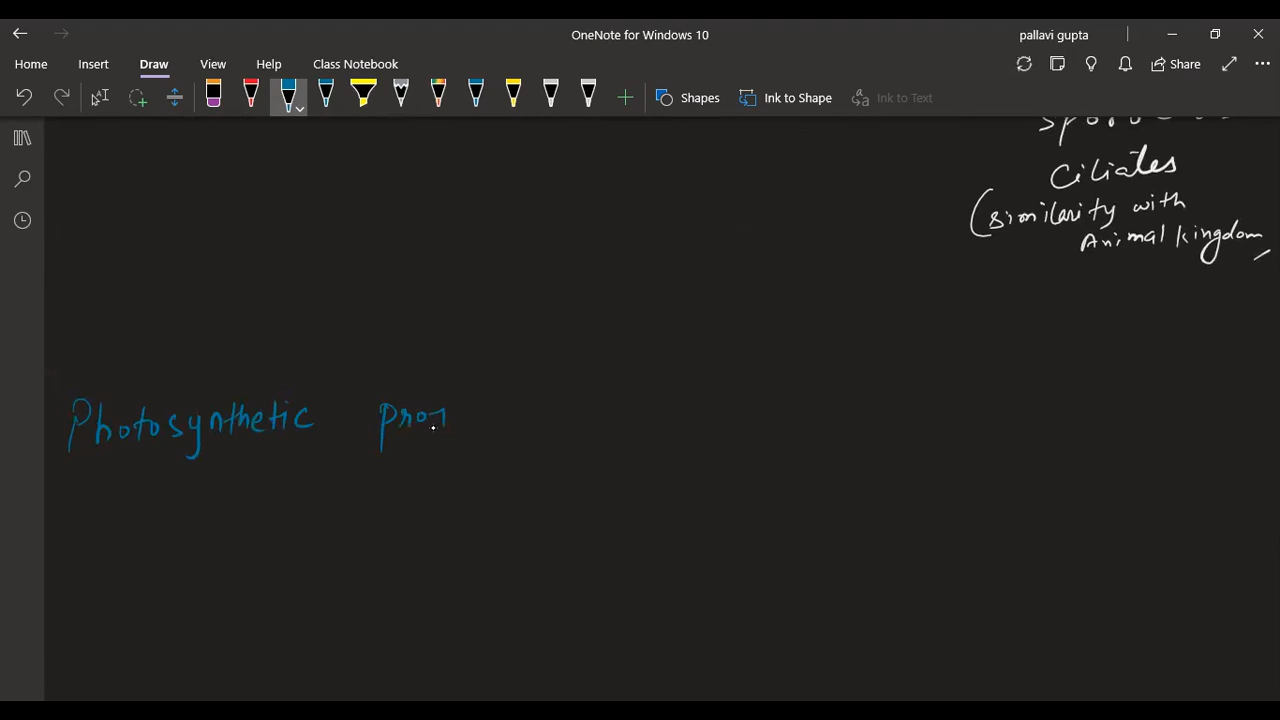 OneNote for Windows 10
pallavi gupta
Home Insert Draw View Help Class Notebook
Share
Shapes Ink to Shape Ink to Text
Ciliates
(similarity with
Animal kingdom
Photosynthetic